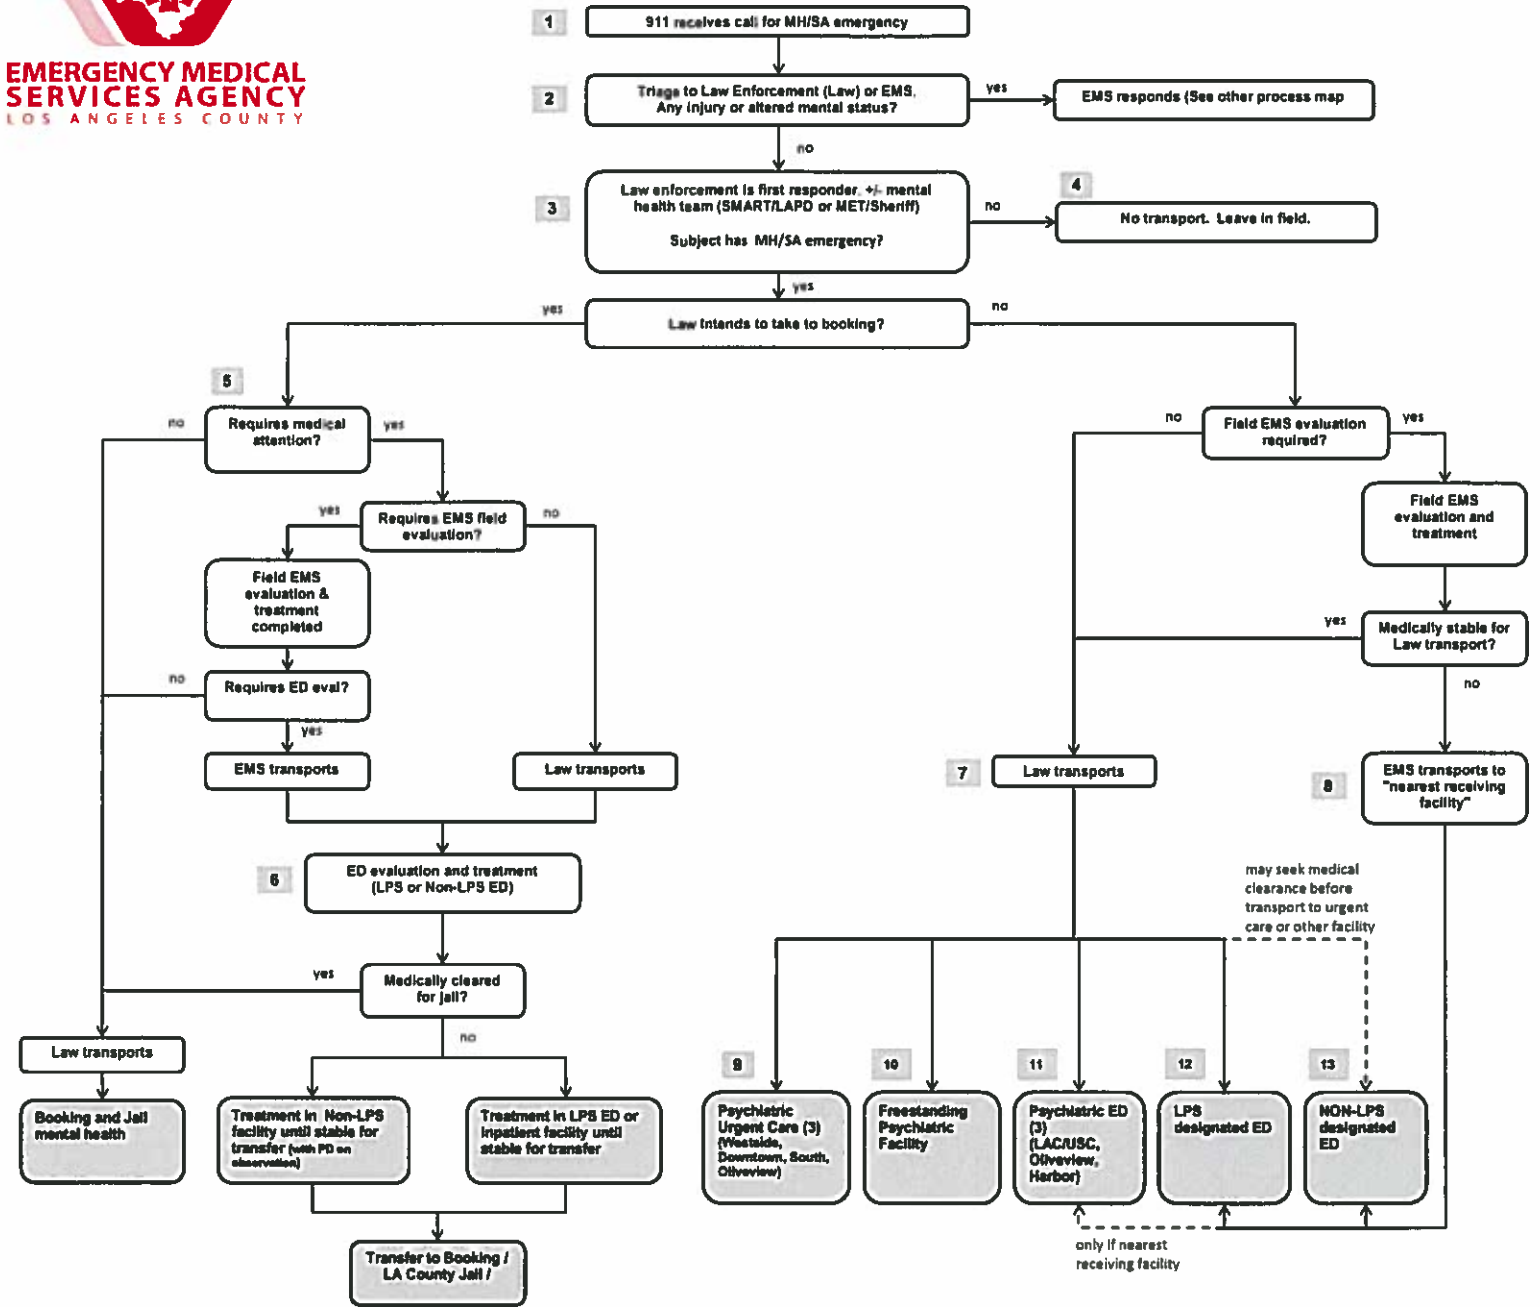 EMERGENCY MEDICAL
SERVICES AGENCY
LOS ANGELES COUNTY
1
911 receives call for MH/SA emergency
2
Triage to Law Enforcement (Law) or EMS.
Any injury or altered mental status?
yes
EMS responds (See other process map
no
3
Law enforcement is first responder. +/- mental
health team (SMART/LAPD or MET/Sheriff)
Subject has MH/SA emergency?
no
4
No transport. Leave in field.
yes
yes
Law intends to take to booking?
no
5
no
Requires medical
attention?
yes
no
Field EMS evaluation
required?
yes
yes
Requires EMS field
evaluation?
no
Field EMS
evaluation and
treatment
Field EMS
evaluation &
treatment
completed
yes
Medically stable for
Law transport?
no
no
Requires ED eval?
yes
EMS transports
Law transports
7
Law transports
8
EMS transports to
"nearest receiving
facility"
6
ED evaluation and treatment
(LPS or Non-LPS ED)
may seek medical
clearance before
transport to urgent
care or other facility
yes
Medically cleared
for jail?
no
Law transports
Booking and Jail
mental health
Treatment in Non-LPS
facility until stable for
transfer (with PD on
observation)
Treatment in LPS ED or
inpatient facility until
stable for transfer
Transfer to Booking /
LA County Jail /
9
Psychiatric
Urgent Care (3)
(Westside,
Downtown, South,
Oliveview)
10
Freestanding
Psychiatric
Facility
11
Psychiatric ED
(3)
(LAC/USC,
Oliveview,
Harbor)
12
LPS
designated ED
13
NON-LPS
designated
ED
only if nearest
receiving facility